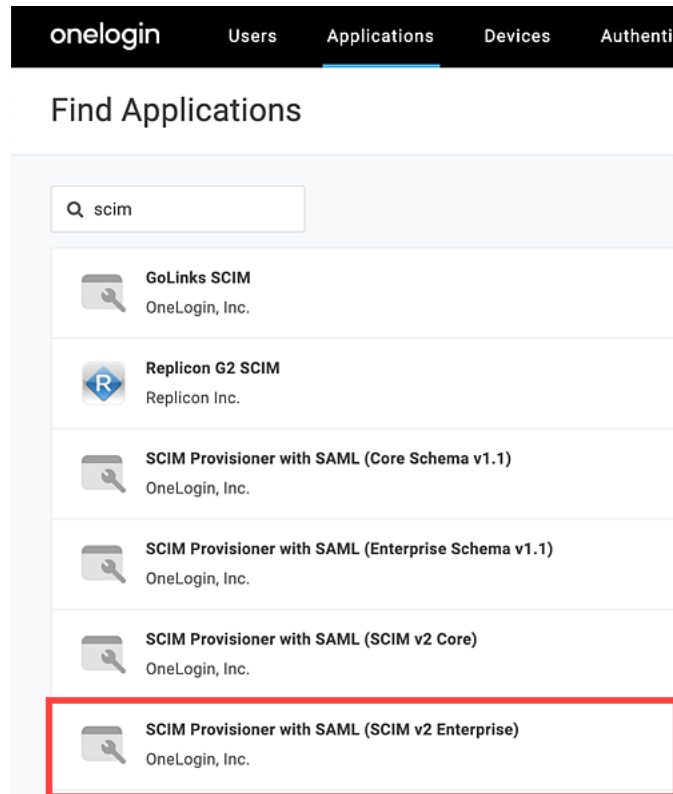 onelogin Users Applications Devices Authenti
Find Applications
scim
GoLinks SCIM
OneLogin, Inc.
R
Replicon G2 SCIM
Replicon Inc.
SCIM Provisioner with SAML (Core Schema v1.1)
OneLogin, Inc.
SCIM Provisioner with SAML (Enterprise Schema v1.1)
OneLogin, Inc.
SCIM Provisioner with SAML (SCIM v2 Core)
OneLogin, Inc.
SCIM Provisioner with SAML (SCIM v2 Enterprise)
OneLogin, Inc.